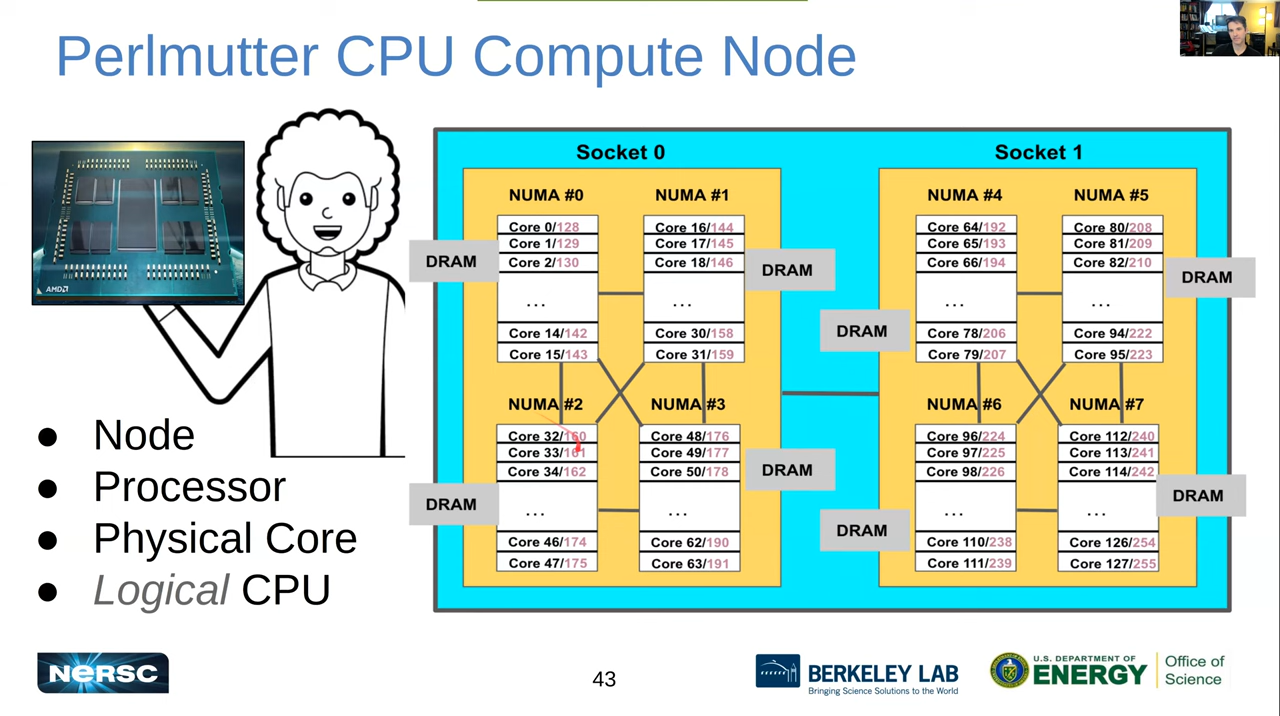 Perlmutter CPU Compute Node
AMD
● Node
● Processor
● Physical Core
● Logical CPU
Socket 0
NUMA #0
Core 0/128
Core 1/129
Core 2/130
...
Core 14/142
Core 15/143
NUMA #1
Core 16/144
Core 17/145
Core 18/146
...
Core 30/158
Core 31/159
NUMA #2
Core 32/160
Core 33/161
Core 34/162
...
Core 46/174
Core 47/175
NUMA #3
Core 48/176
Core 49/177
Core 50/178
...
Core 62/190
Core 63/191
DRAM
DRAM
DRAM
DRAM
Socket 1
NUMA #4
Core 64/192
Core 65/193
Core 66/194
...
Core 78/206
Core 79/207
NUMA #5
Core 80/208
Core 81/209
Core 82/210
...
Core 94/222
Core 95/223
NUMA #6
Core 96/224
Core 97/225
Core 98/226
...
Core 110/238
Core 111/239
NUMA #7
Core 112/240
Core 113/241
Core 114/242
...
Core 126/254
Core 127/255
DRAM
DRAM
DRAM
DRAM
NERSC
43
BERKELEY LAB
Bringing Science Solutions to the World
U.S. DEPARTMENT OF
ENERGY
Office of
Science